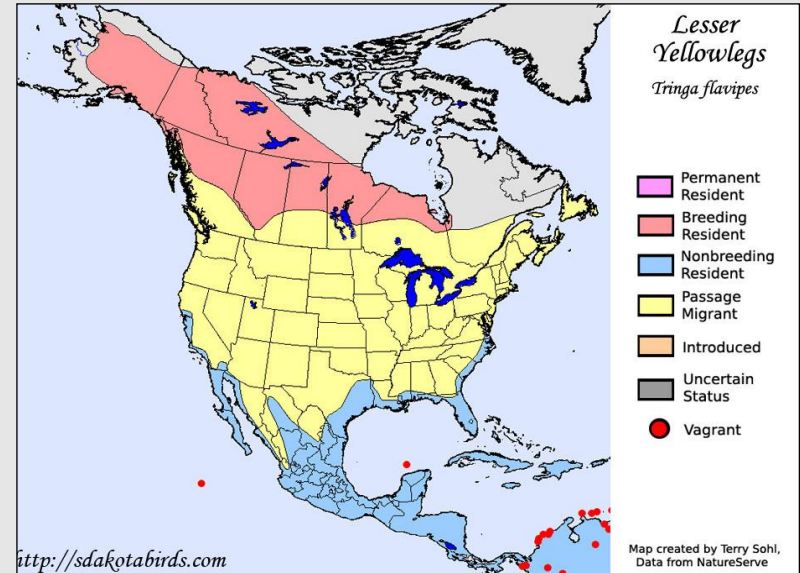 Lesser
Yellowlegs
Tringa flavipes
Permanent
Resident
Breeding
Resident
Nonbreeding
Resident
Passage
Migrant
Introduced
Uncertain
Status
Vagrant
Map created by Terry Sohl,
Data from NatureServe
http://sdakotabirds.com